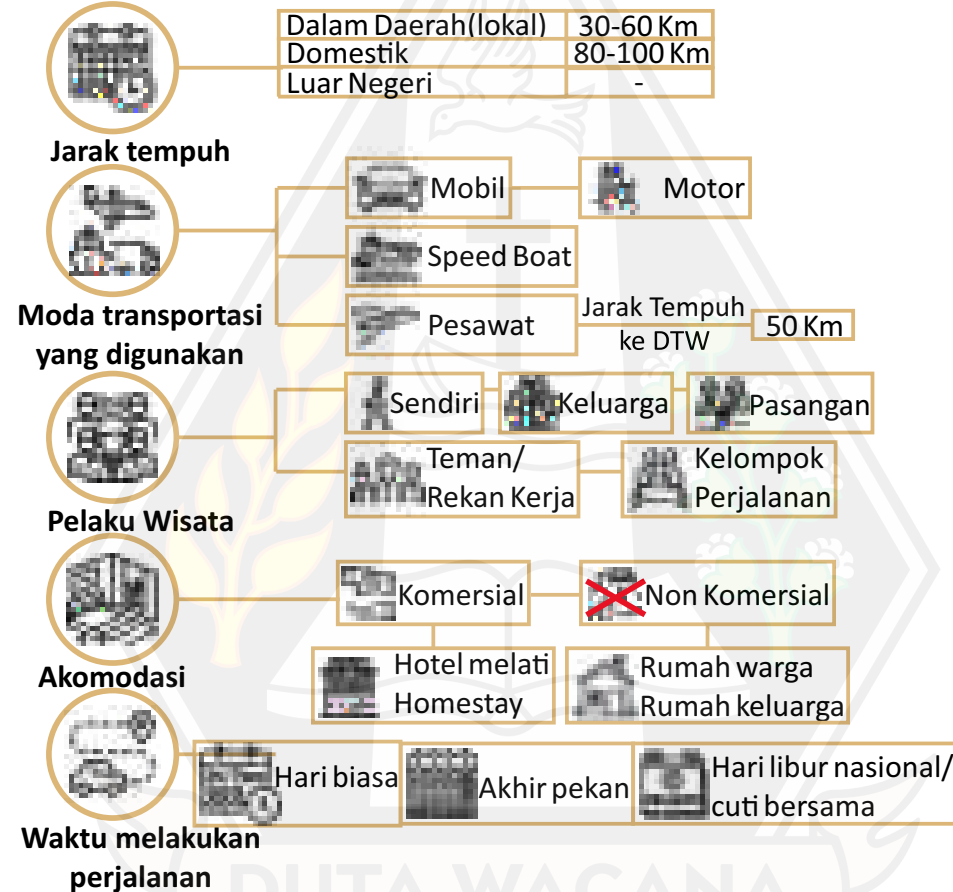 Dalam Daerah(lokal) 30-60 Km
Domestik 80-100 Km
Luar Negeri -
Jarak tempuh
Mobil Motor
Speed Boat
Pesawat Jarak Tempuh ke DTW 50 Km
Moda transportasi
yang digunakan
Sendiri Keluarga Pasangan
Teman/ Kelompok
Rekan Kerja Perjalanan
Pelaku Wisata
Komersial Non Komersial
Hotel melati Rumah warga
Homestay Rumah keluarga
Akomodasi
Hari biasa Akhir pekan Hari libur nasional/
cuti bersama
Waktu melakukan
perjalanan
DUTA WACANA